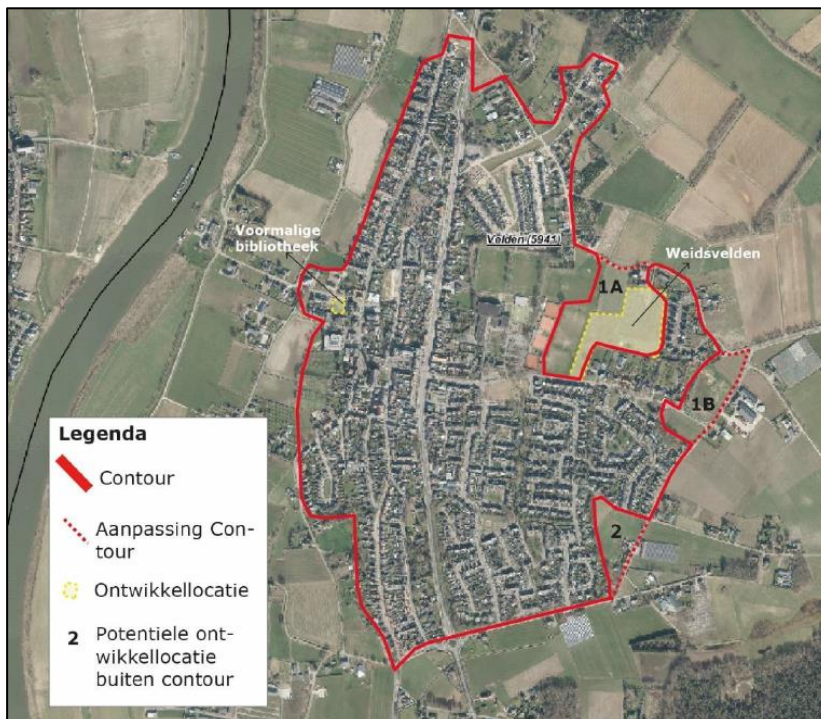 Voormalige
bibliotheek
Velden (5941)
Weidsvelden
1A
1B
2
Legenda
Contour
Aanpassing Con-
tour
Ontwikkellocatie
2 Potentiele ont-
wikkellocatie
buiten contour